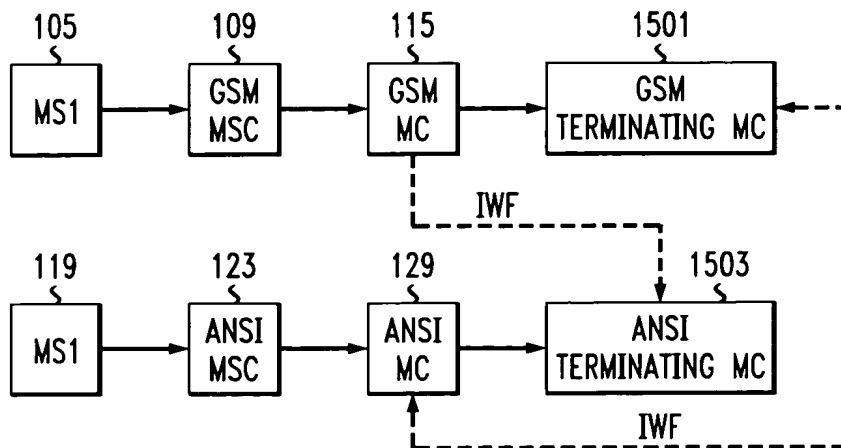 105
109
115
1501
MS1
GSM
MSC
GSM
MC
GSM
TERMINATING MC
IWF
119
123
129
1503
MS1
ANSI
MSC
ANSI
MC
ANSI
TERMINATING MC
IWF